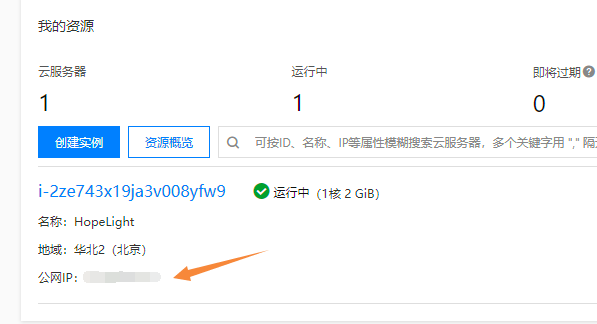 我的资源
云服务器 运行中 即将过期
1 1 0
创建实例 资源概览 可按ID、名称、IP等属性模糊搜索云服务器，多个关键字用 "," 隔
i-2ze743x19ja3v008yfw9 运行中 (1核 2 GiB)
名称：HopeLight
地域：华北2（北京）
公网IP：